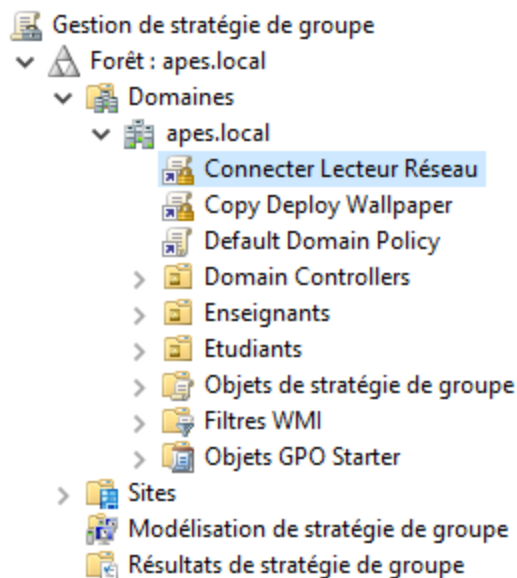 Gestion de stratégie de groupe
Forêt : apes.local
Domaines
apes.local
Connecter Lecteur Réseau
Copy Deploy Wallpaper
Default Domain Policy
Domain Controllers
Enseignants
Etudiants
Objets de stratégie de groupe
Filtres WMI
Objets GPO Starter
Sites
Modélisation de stratégie de groupe
Résultats de stratégie de groupe